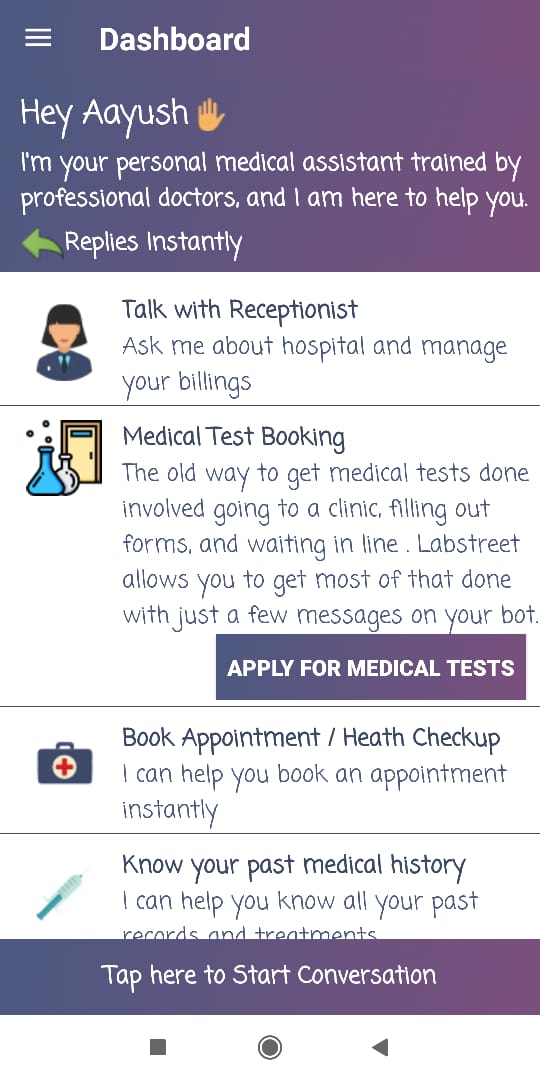 Dashboard
Hey Aayush
I'm your personal medical assistant trained by
professional doctors, and I am here to help you.
Replies Instantly
Talk with Receptionist
Ask me about hospital and manage
your billings
Medical Test Booking
The old way to get medical tests done
involved going to a clinic, filling out
forms, and waiting in line . Labstreet
allows you to get most of that done
with just a few messages on your bot.
APPLY FOR MEDICAL TESTS
Book Appointment / Heath Checkup
I can help you book an appointment
instantly
Know your past medical history
I can help you know all your past
records and treatments
Tap here to Start Conversation